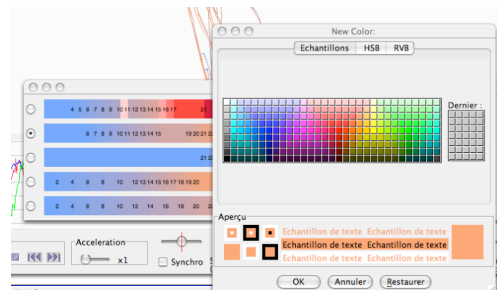 New Color:
Echantillons HSB RVB
4 5 6 7 8 9 10 11 12 13 14 15 16 17 21
Dernier :
6 7 8 9 10 11 12 13 14 15 19 20 21 2
21 2
2 4 6 8 10 12 13 14 15 16 17 18 19 20
2 4 6 8 10 12 14 16 18 20
Aperçu
Echantillon de texte Echantillon de texte
Echantillon de texte Echantillon de texte
Echantillon de texte Echantillon de texte
Acceleration
x1
Synchro
OK Annuler Restaurer